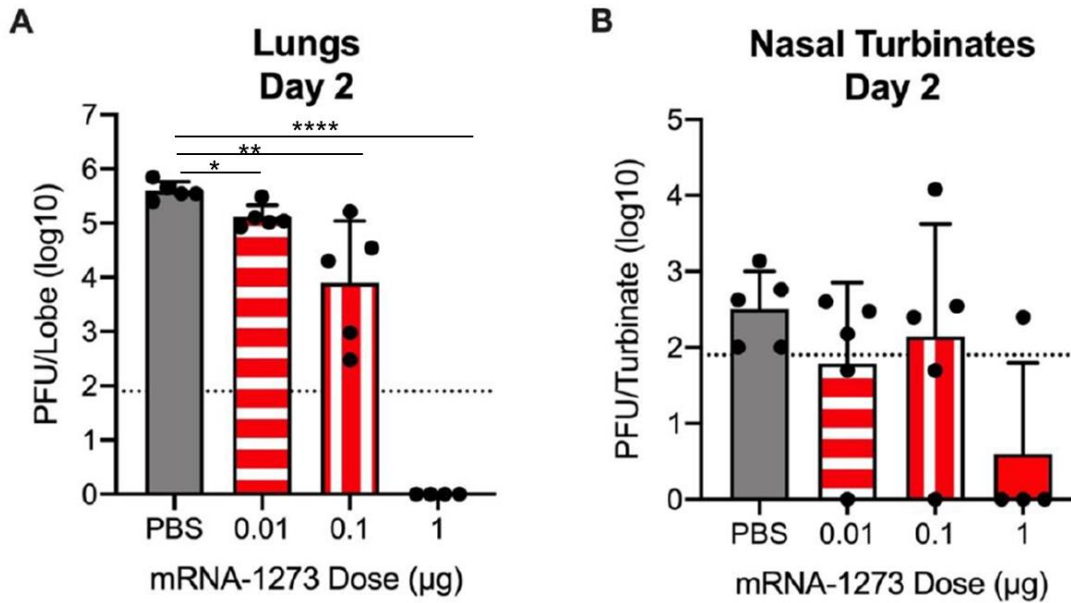 A
Lungs
Day 2
PFU/Lobe (log10)
7
6
5
4
3
2
1
0
****
**
*
PBS 0.01 0.1 1
mRNA-1273 Dose (µg)
B
Nasal Turbinates
Day 2
PFU/Turbinate (log10)
5
4
3
2
1
0
PBS 0.01 0.1 1
mRNA-1273 Dose (µg)